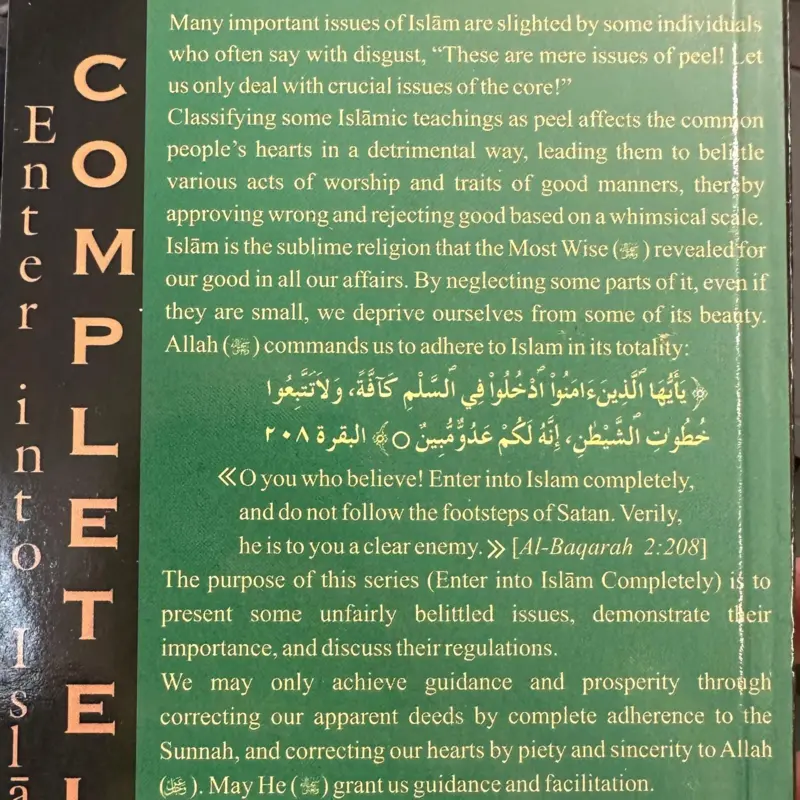 Enter into Islā
COMPLETEL
Many important issues of Islām are slighted by some individuals
who often say with disgust, “These are mere issues of peel! Let
us only deal with crucial issues of the core!”
Classifying some Islāmic teachings as peel affects the common
people’s hearts in a detrimental way, leading them to belittle
various acts of worship and traits of good manners, thereby
approving wrong and rejecting good based on a whimsical scale.
Islām is the sublime religion that the Most Wise () revealed for
our good in all our affairs. By neglecting some parts of it, even if
they are small, we deprive ourselves from some of its beauty.
Allah () commands us to adhere to Islam in its totality:
﴿ يَأَيُّهَا ٱلَّذِينَ ءَامَنُواْ ٱدْخُلُواْ فِي ٱلسِّلْمِ كَآفَّةً، وَلاَ تَتَّبِعُوا
خُطُوَٰتِ ٱلشَّيْطَٰنِ، إِنَّهُ لَكُمْ عَدُوٌّ مُّبِينٌ ○ ﴾ البقرة ٢٠٨
«O you who believe! Enter into Islam completely,
and do not follow the footsteps of Satan. Verily,
he is to you a clear enemy.» [Al-Baqarah 2:208]
The purpose of this series (Enter into Islām Completely) is to
present some unfairly belittled issues, demonstrate their
importance, and discuss their regulations.
We may only achieve guidance and prosperity through
correcting our apparent deeds by complete adherence to the
Sunnah, and correcting our hearts by piety and sincerity to Allah
(). May He () grant us guidance and facilitation.